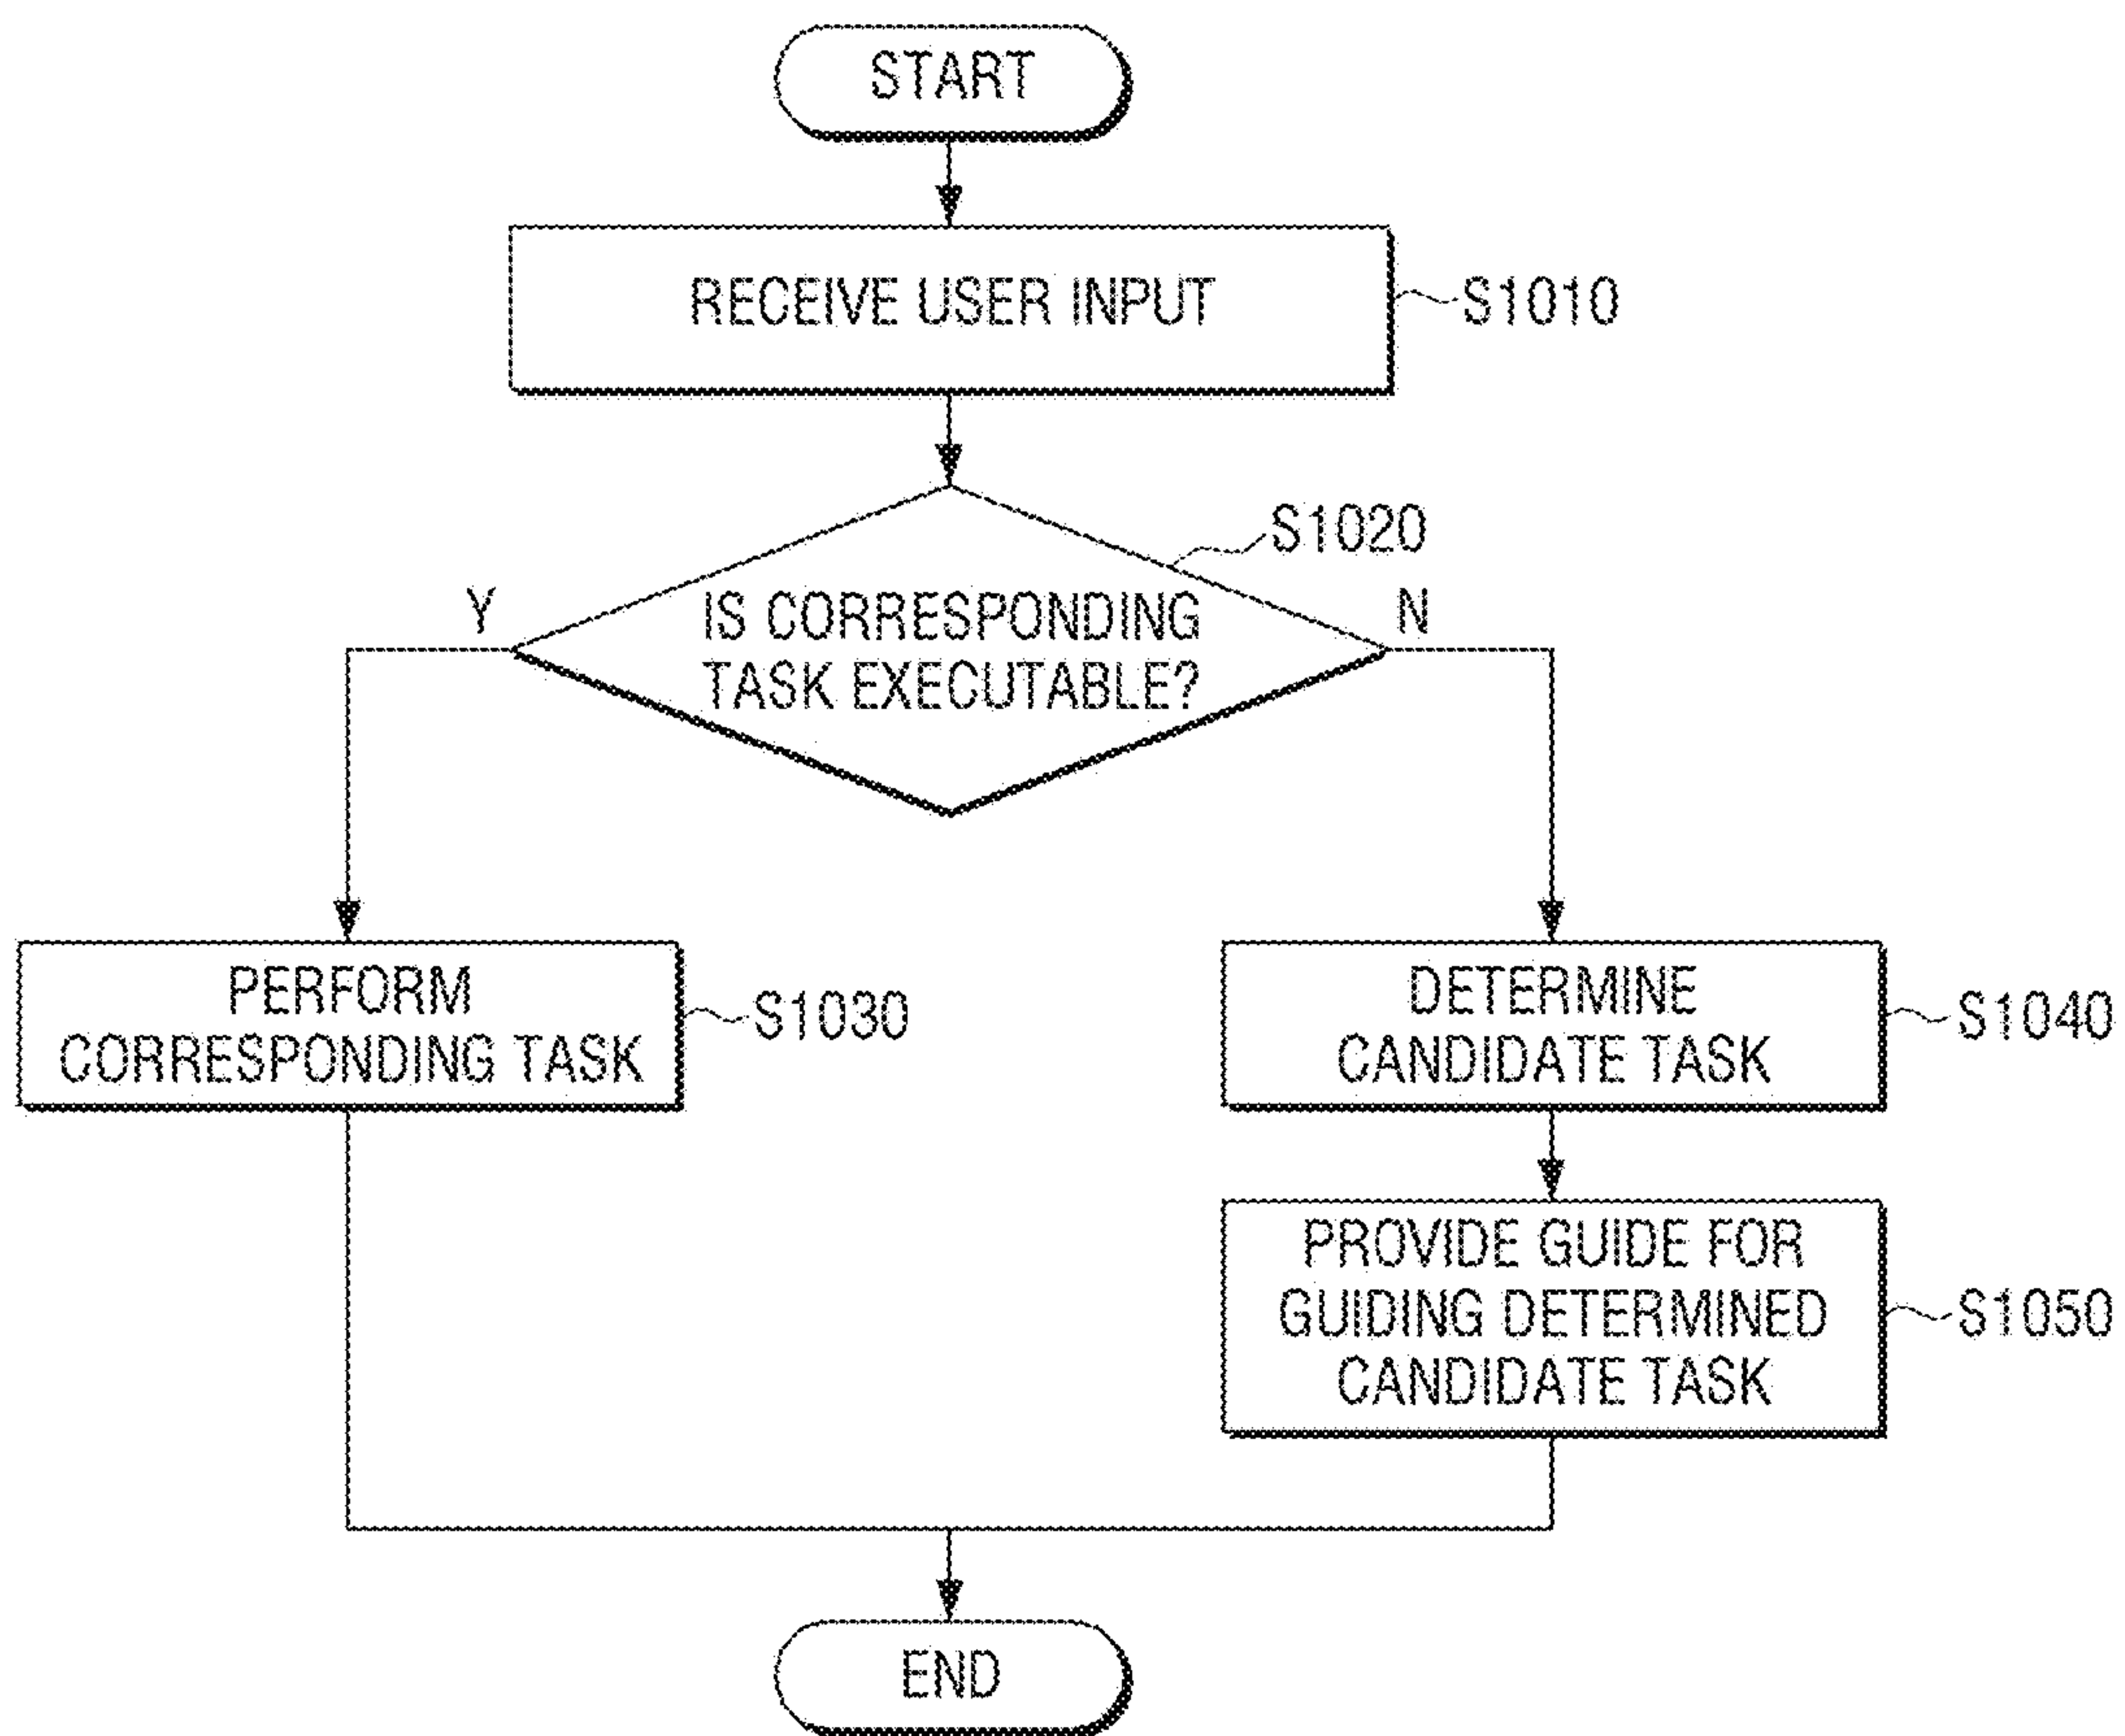 START
RECEIVE USER INPUT
S1010
S1020
Y
N
IS CORRESPONDING
TASK EXECUTABLE?
PERFORM
CORRESPONDING TASK
S1030
DETERMINE
CANDIDATE TASK
S1040
PROVIDE GUIDE FOR
GUIDING DETERMINED
CANDIDATE TASK
S1050
END